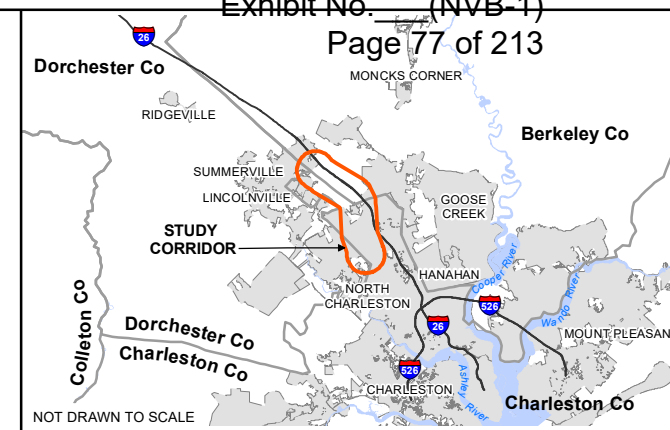 Exhibit No.____(NVB-1)
Page 77 of 213
26
Dorchester Co
MONCKS CORNER
RIDGEVILLE
Berkeley Co
SUMMERVILLE
LINCOLNVILLE
GOOSE
CREEK
STUDY
CORRIDOR
HANAHAN
Cooper River
NORTH
CHARLESTON
526
Wando River
Colleton Co
Dorchester Co
Charleston Co
26
MOUNT PLEASAN
526
CHARLESTON
Ashley River
Charleston Co
NOT DRAWN TO SCALE